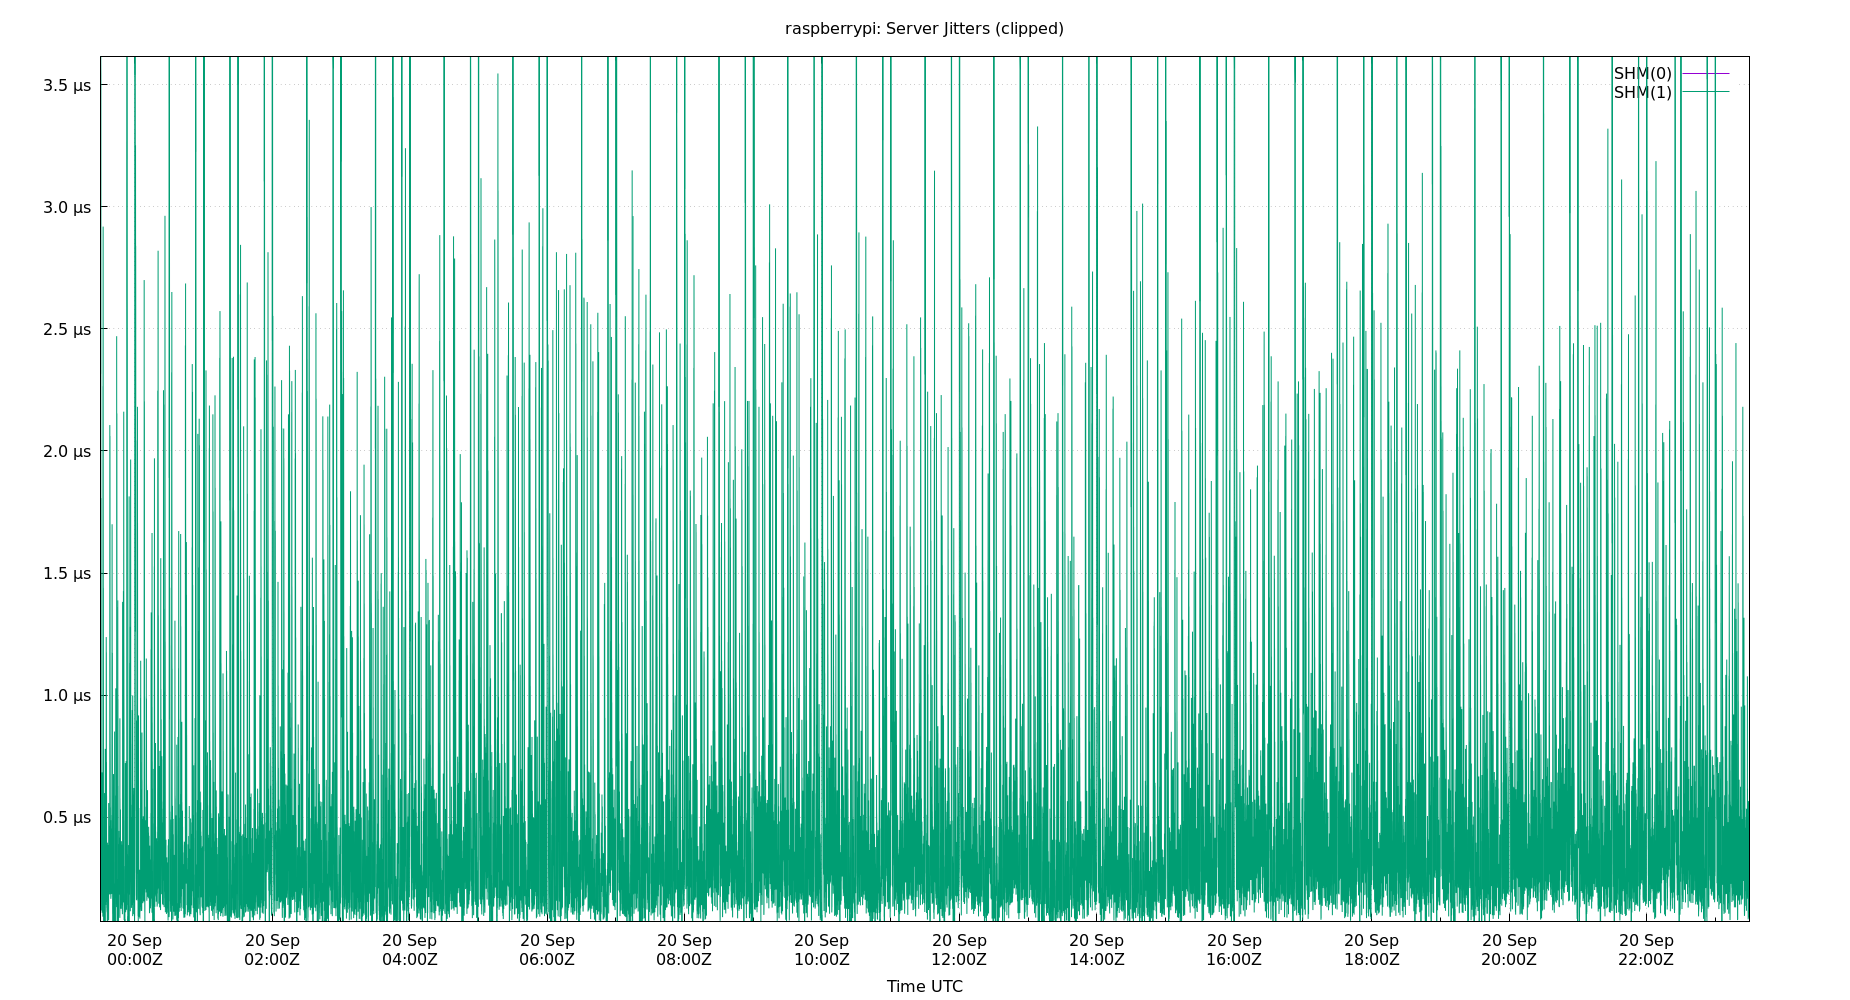 raspberrypi: Server Jitters (clipped)
SHM(0)
SHM(1)
3.5 μs
3.0 μs
2.5 μs
2.0 μs
1.5 μs
1.0 μs
0.5 μs
20 Sep 20 Sep 20 Sep 20 Sep 20 Sep 20 Sep 20 Sep 20 Sep 20 Sep 20 Sep 20 Sep 20 Sep
00:00Z 02:00Z 04:00Z 06:00Z 08:00Z 10:00Z 12:00Z 14:00Z 16:00Z 18:00Z 20:00Z 22:00Z
Time UTC